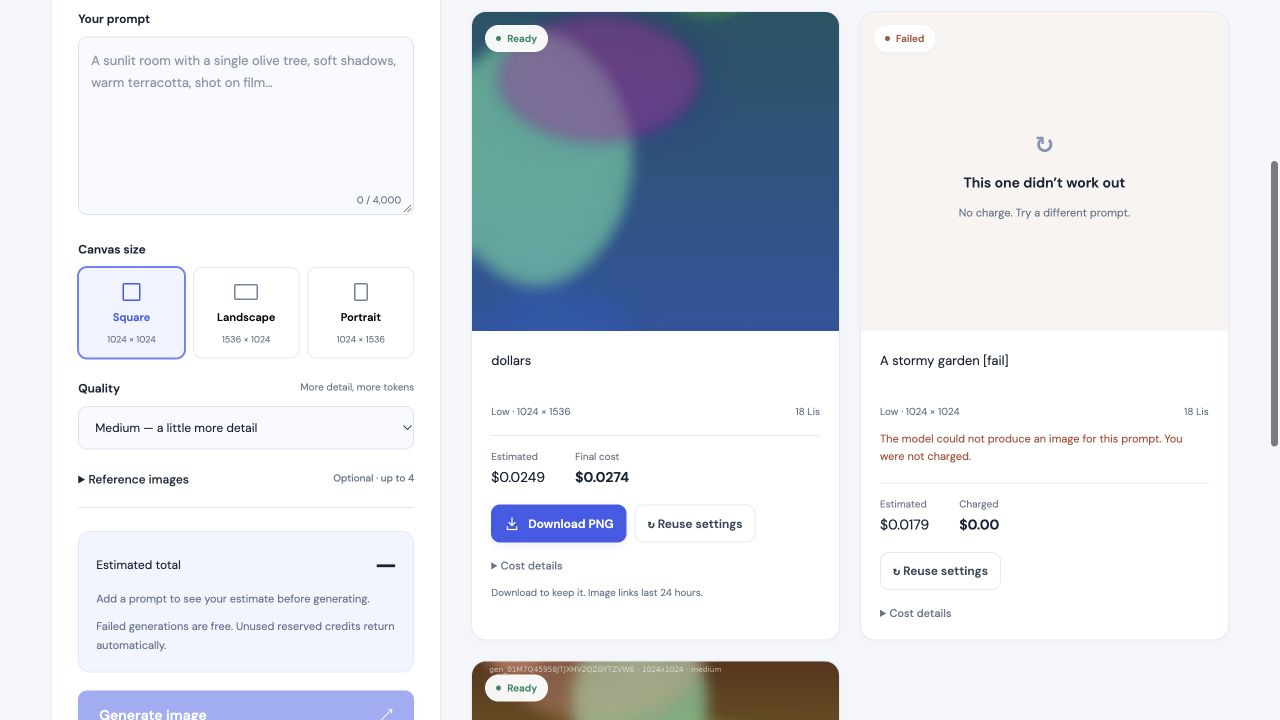 Your prompt
A sunlit room with a single olive tree, soft shadows,
warm terracotta, shot on film…
0 / 4,000
Canvas size
Square
1024 × 1024
Landscape
1536 × 1024
Portrait
1024 × 1536
Quality
More detail, more tokens
Medium — a little more detail
Reference images
Optional · up to 4
Estimated total
—
Add a prompt to see your estimate before generating.
Failed generations are free. Unused reserved credits return
automatically.
Generate image
Ready
dollars
Low · 1024 × 1536
18 Lis
Estimated
Final cost
$0.0249
$0.0274
Download PNG
↻ Reuse settings
Cost details
Download to keep it. Image links last 24 hours.
Failed
This one didn’t work out
No charge. Try a different prompt.
A stormy garden [fail]
Low · 1024 × 1024
18 Lis
The model could not produce an image for this prompt. You
were not charged.
Estimated
Charged
$0.0179
$0.00
↻ Reuse settings
Cost details
gen_01M7Q45958JTJXHV2QZGYTZVWE · 1024x1024 · medium
Ready